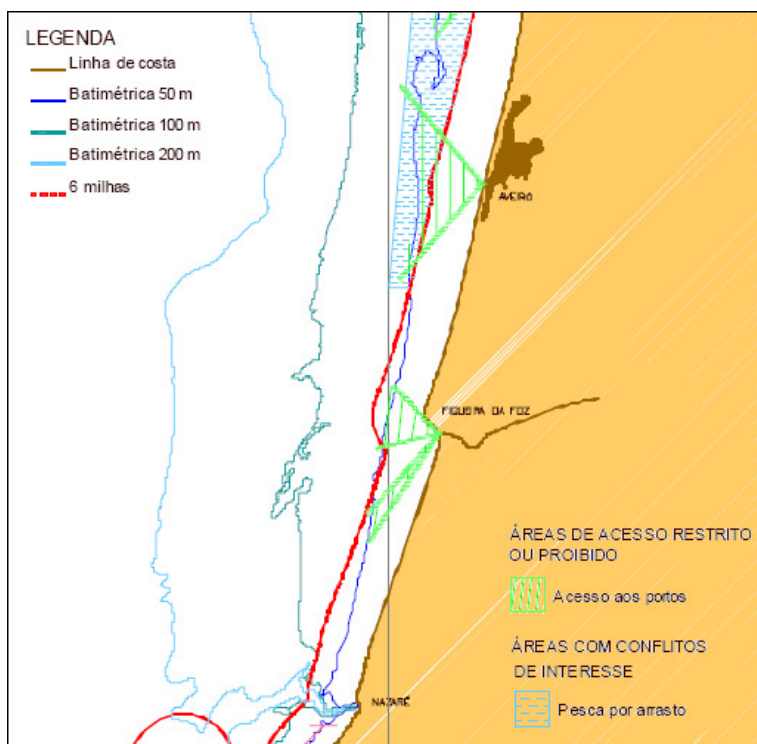 LEGENDA
Linha de costa
Batimétrica 50 m
Batimétrica 100 m
Batimétrica 200 m
6 milhas
AVEIRO
FIGUEIRA DA FOZ
ÁREAS DE ACESSO RESTRITO
OU PROIBIDO
Acesso aos portos
ÁREAS COM CONFLITOS
DE INTERESSE
NAZARÉ
Pesca por arrasto